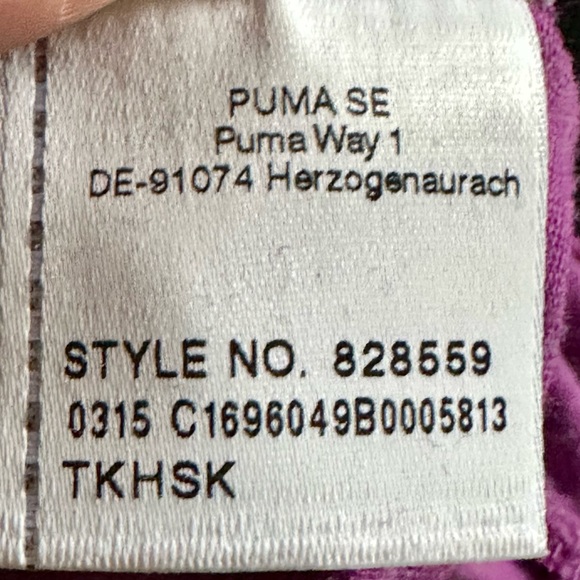 PUMA SE
Puma Way 1
DE-91074 Herzogenaurach
STYLE NO. 828559
0315 C1696049B0005813
TKHSK